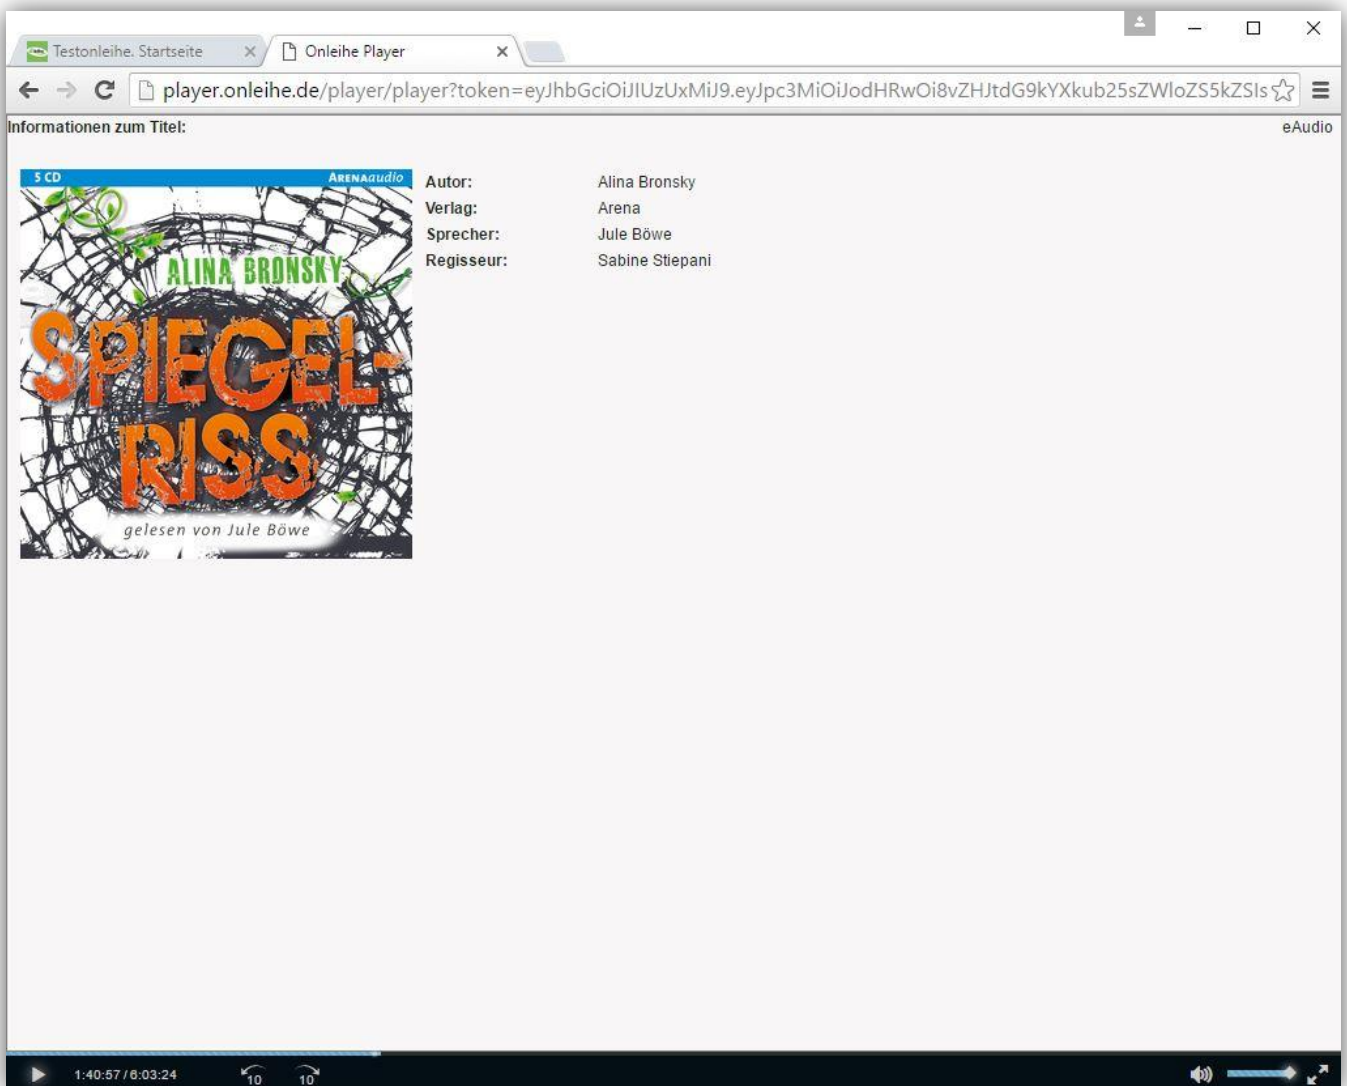 Testonleihe. Startseite
Onleihe Player
player.onleihe.de/player/player?token=eyJhbGciOiJIUzUxMiJ9.eyJpc3MiOiJodHRwOi8vZHJtdG9kYXkub25sZWloZS5kZSIs
Informationen zum Titel:
eAudio
5 CD
ARENAaudio
ALINA BRONSKY
SPIEGEL-
RISS
gelesen von Jule Böwe
Autor: Alina Bronsky
Verlag: Arena
Sprecher: Jule Böwe
Regisseur: Sabine Stiepani
1:40:57 / 6:03:24
10
10